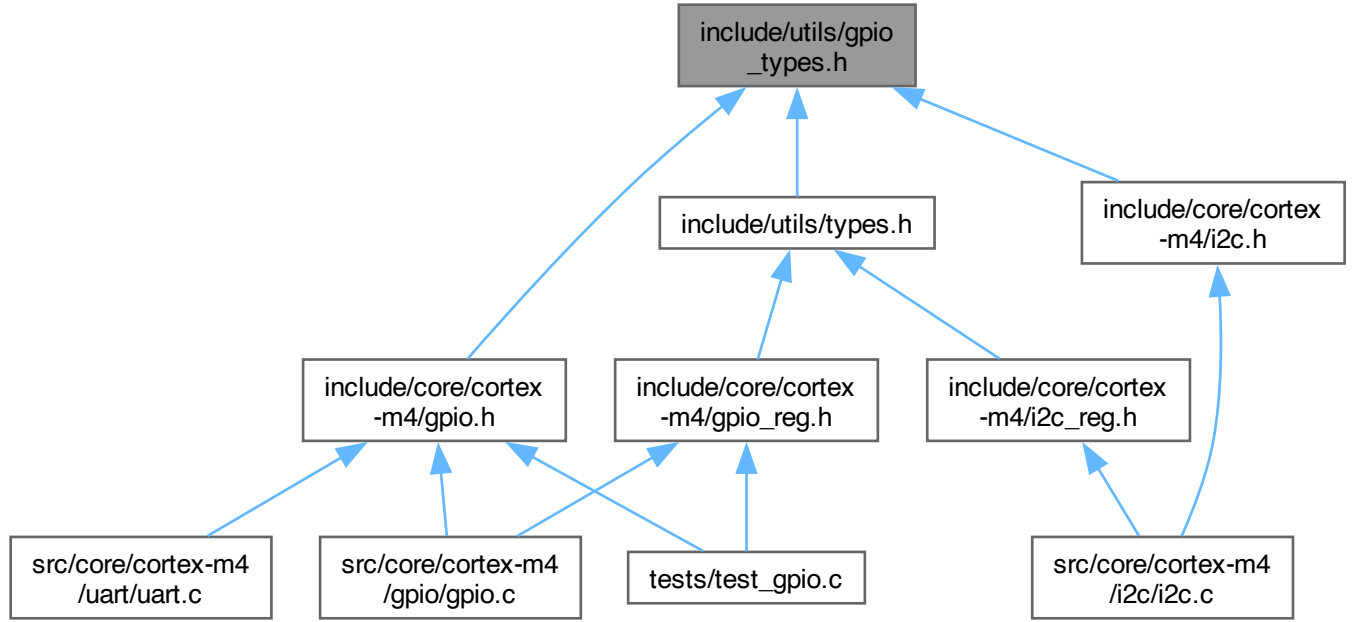 include/utils/gpio
_types.h
include/utils/types.h
include/core/cortex
-m4/i2c.h
include/core/cortex
-m4/gpio.h
include/core/cortex
-m4/gpio_reg.h
include/core/cortex
-m4/i2c_reg.h
src/core/cortex-m4
/uart/uart.c
src/core/cortex-m4
/gpio/gpio.c
tests/test_gpio.c
src/core/cortex-m4
/i2c/i2c.c